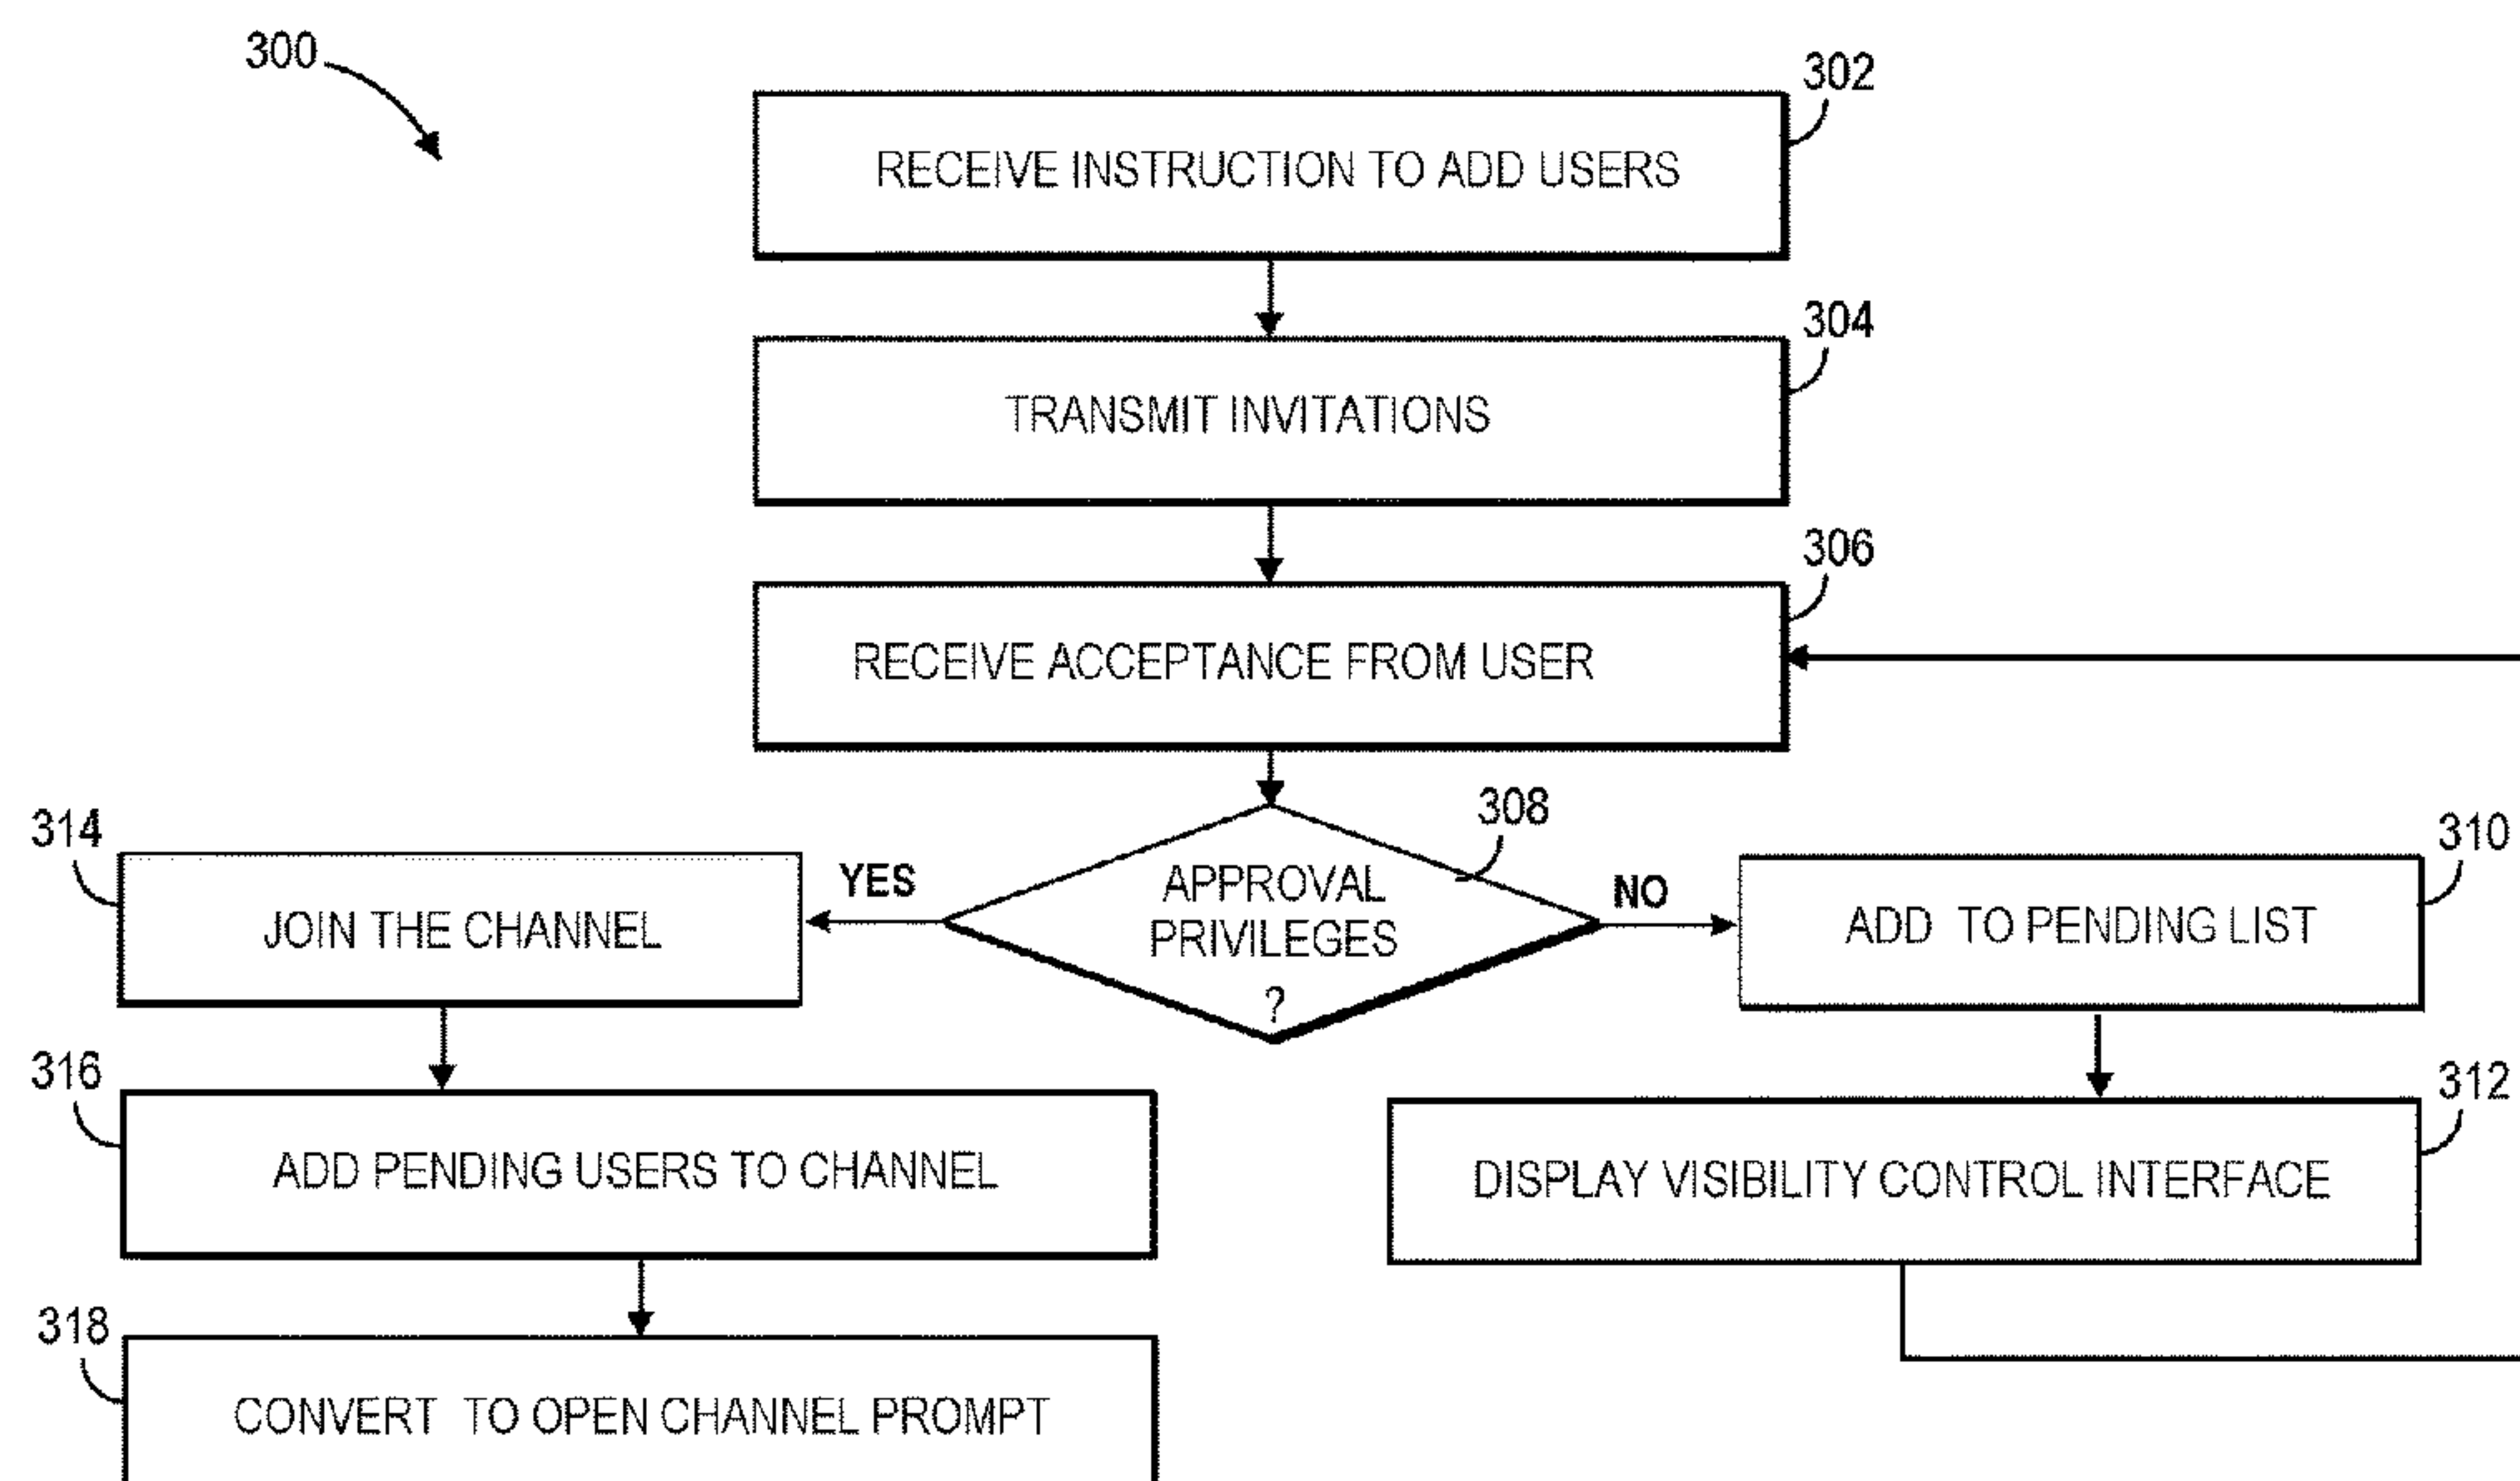 300
302
RECEIVE INSTRUCTION TO ADD USERS
304
TRANSMIT INVITATIONS
306
RECEIVE ACCEPTANCE FROM USER
308
APPROVAL
PRIVILEGES
?
YES
NO
314
JOIN THE CHANNEL
310
ADD TO PENDING LIST
316
ADD PENDING USERS TO CHANNEL
312
DISPLAY VISIBILITY CONTROL INTERFACE
318
CONVERT TO OPEN CHANNEL PROMPT